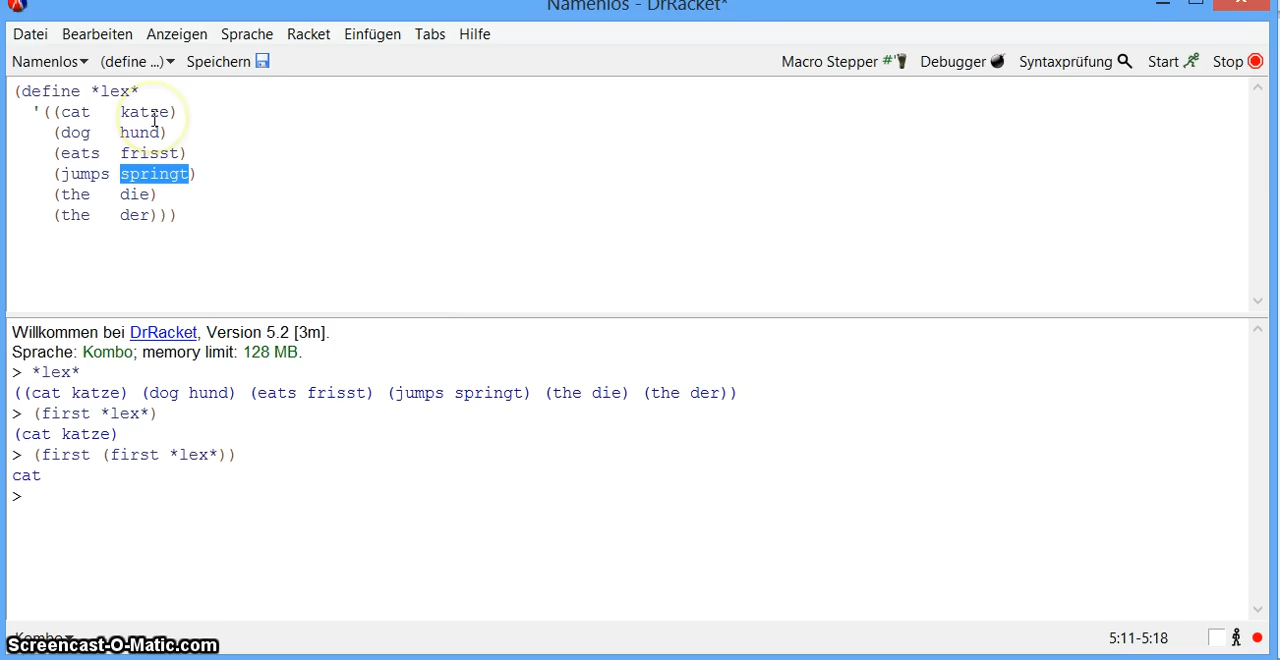 Namenlos - DrRacket*
Datei Bearbeiten Anzeigen Sprache Racket Einfügen Tabs Hilfe
Namenlos▾ (define ...)▾ Speichern Macro Stepper #'▾ Debugger Syntaxprüfung Start Stop
(define *lex*
'((cat katze)
(dog hund)
(eats frisst)
(jumps springt)
(the die)
(the der)))
Willkommen bei DrRacket, Version 5.2 [3m].
Sprache: Kombo; memory limit: 128 MB.
> *lex*
((cat katze) (dog hund) (eats frisst) (jumps springt) (the die) (the der))
> (first *lex*)
(cat katze)
> (first (first *lex*))
cat
>
Kombo▾ 5:11-5:18
Screencast-O-Matic.com